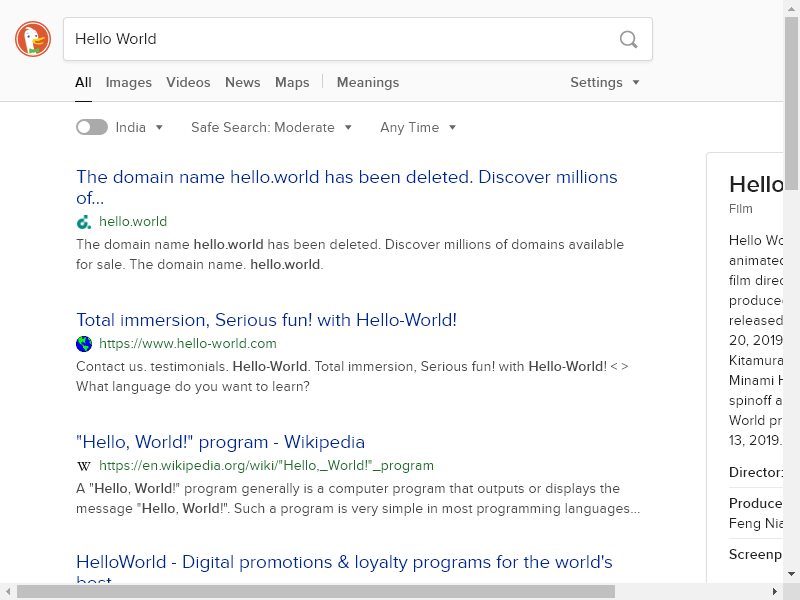 Hello World
All Images Videos News Maps Meanings Settings
India Safe Search: Moderate Any Time
The domain name hello.world has been deleted. Discover millions
of...
hello.world
The domain name hello.world has been deleted. Discover millions of domains available
for sale. The domain name. hello.world.
Total immersion, Serious fun! with Hello-World!
https://www.hello-world.com
Contact us. testimonials. Hello-World. Total immersion, Serious fun! with Hello-World! < >
What language do you want to learn?
"Hello, World!" program - Wikipedia
W https://en.wikipedia.org/wiki/"Hello,_World!"_program
A "Hello, World!" program generally is a computer program that outputs or displays the
message "Hello, World!". Such a program is very simple in most programming languages...
HelloWorld - Digital promotions & loyalty programs for the world's
best
Hello
Film
Hello Wo
animated
film direc
produced
released
20, 2019
Kitamura
Minami H
spinoff a
World pr
13, 2019.
Director:
Produce
Feng Nia
Screenp